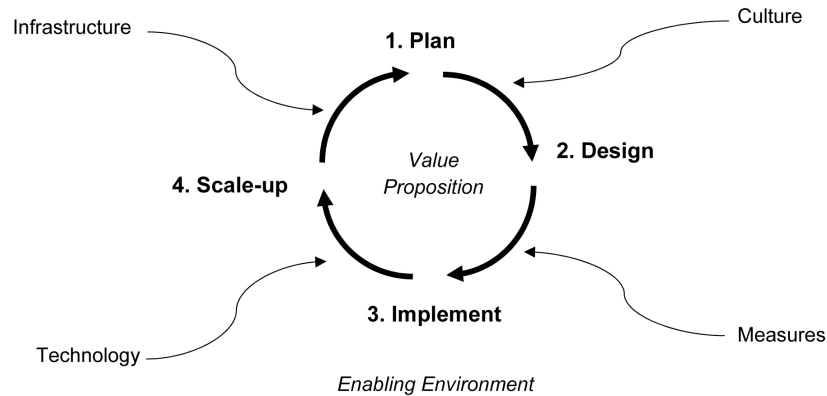 Infrastructure
Culture
1. Plan
2. Design
Value
Proposition
4. Scale-up
3. Implement
Measures
Technology
Enabling Environment